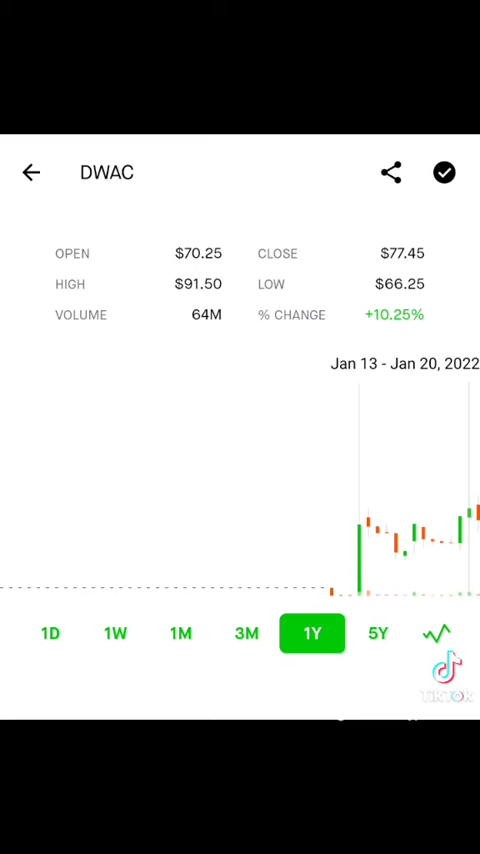 DWAC
OPEN $70.25 CLOSE $77.45
HIGH $91.50 LOW $66.25
VOLUME 64M % CHANGE +10.25%
Jan 13 - Jan 20, 2022
1D 1W 1M 3M 1Y 5Y
TikTok